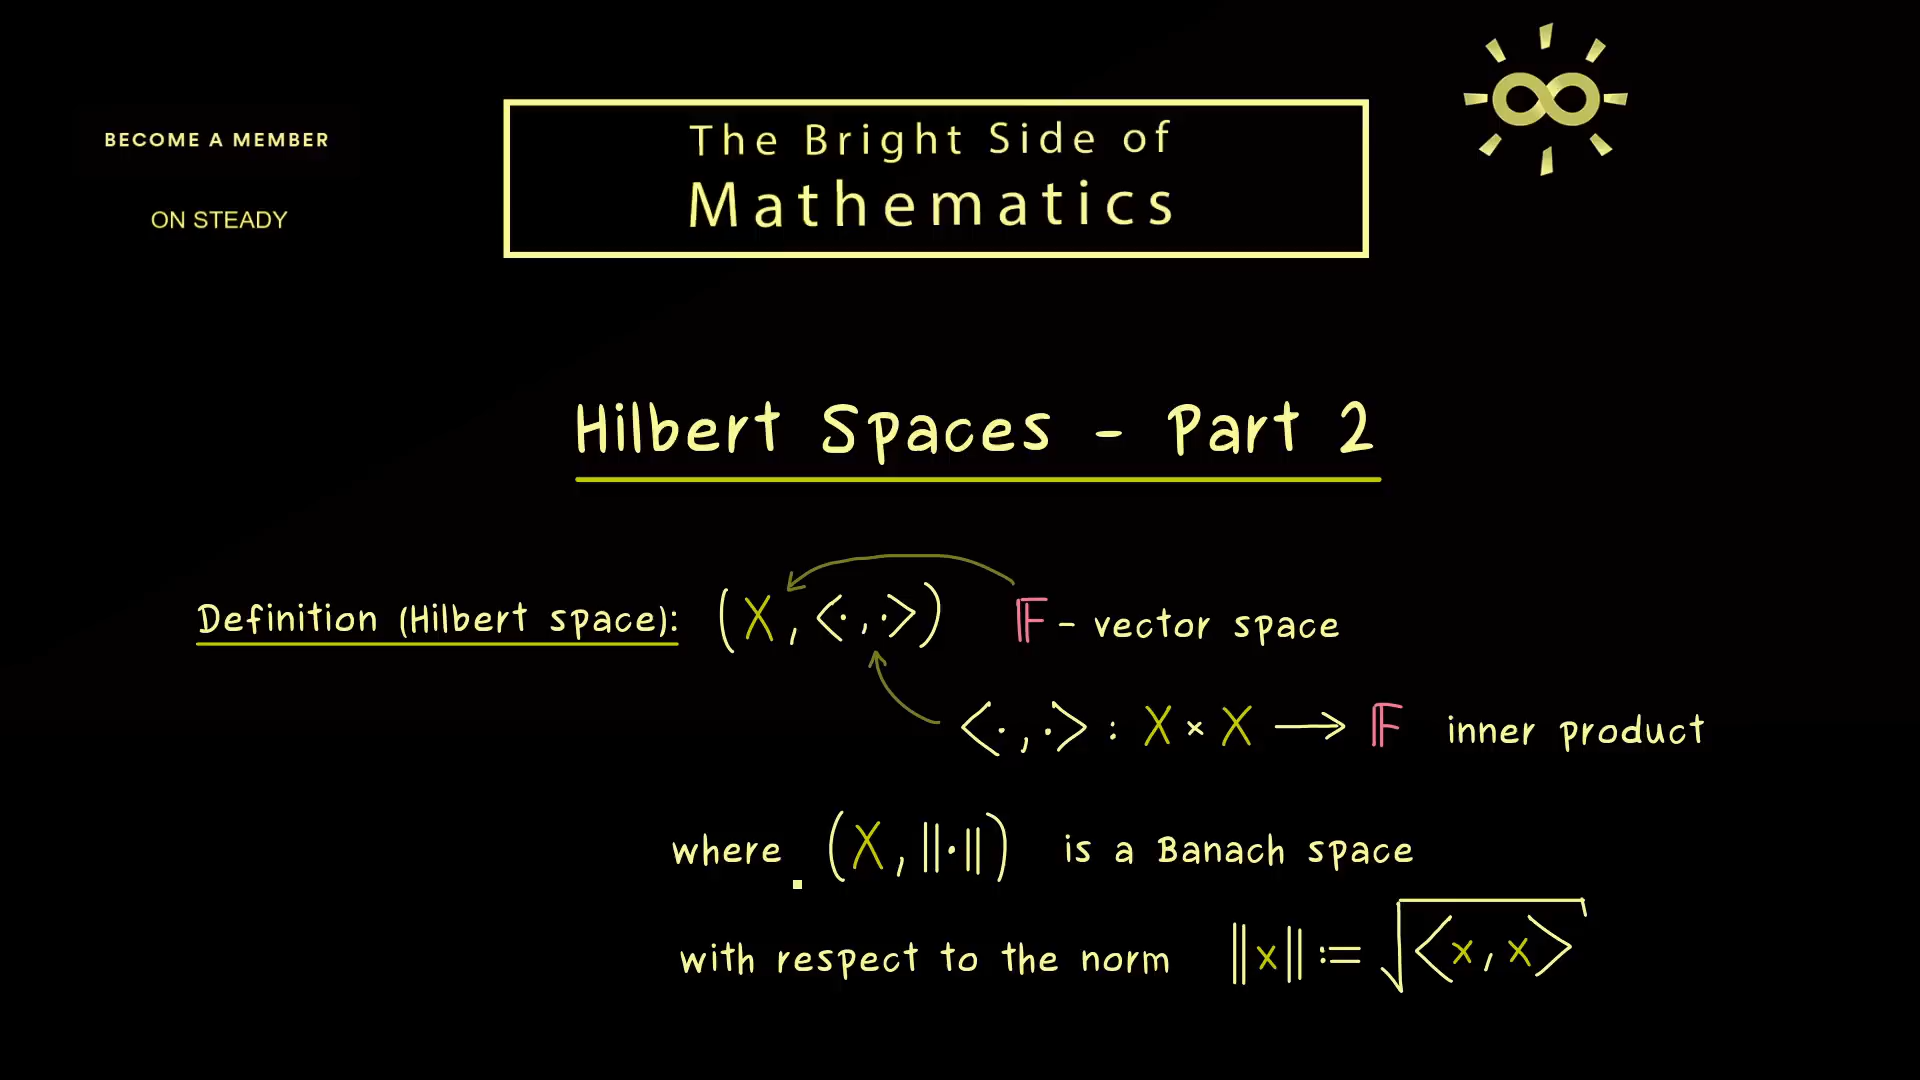 BECOME A MEMBER
ON STEADY
The Bright Side of
Mathematics
Hilbert Spaces - Part 2
Definition (Hilbert space): (X, <·,·>) 𝔽 - vector space
<·,·> : X × X ⟶ 𝔽 inner product
where (X, ||·||) is a Banach space
with respect to the norm ||x|| := √<x, x>